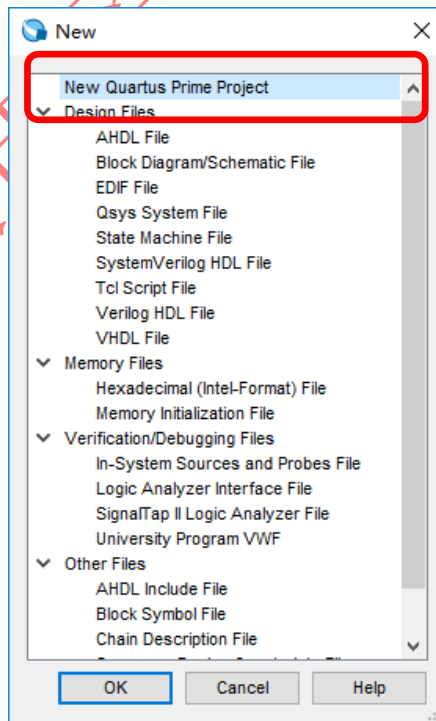 New
New Quartus Prime Project
Design Files
AHDL File
Block Diagram/Schematic File
EDIF File
Qsys System File
State Machine File
SystemVerilog HDL File
Tcl Script File
Verilog HDL File
VHDL File
Memory Files
Hexadecimal (Intel-Format) File
Memory Initialization File
Verification/Debugging Files
In-System Sources and Probes File
Logic Analyzer Interface File
SignalTap II Logic Analyzer File
University Program VWF
Other Files
AHDL Include File
Block Symbol File
Chain Description File
OK Cancel Help